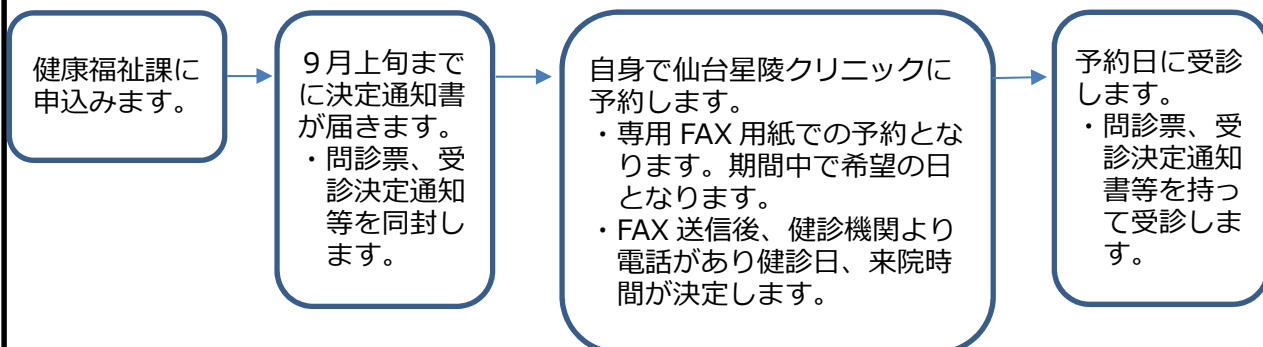 健康福祉課に
申込みます。
９月上旬まで
に決定通知書
が届きます。
・問診票、受
診決定通知
等を同封し
ます。
自身で仙台星陵クリニックに
予約します。
・専用 FAX 用紙での予約とな
ります。期間中で希望の日
となります。
・FAX 送信後、健診機関より
電話があり健診日、来院時
間が決定します。
予約日に受診
します。
・問診票、受
診決定通知
書等を持っ
て受診しま
す。